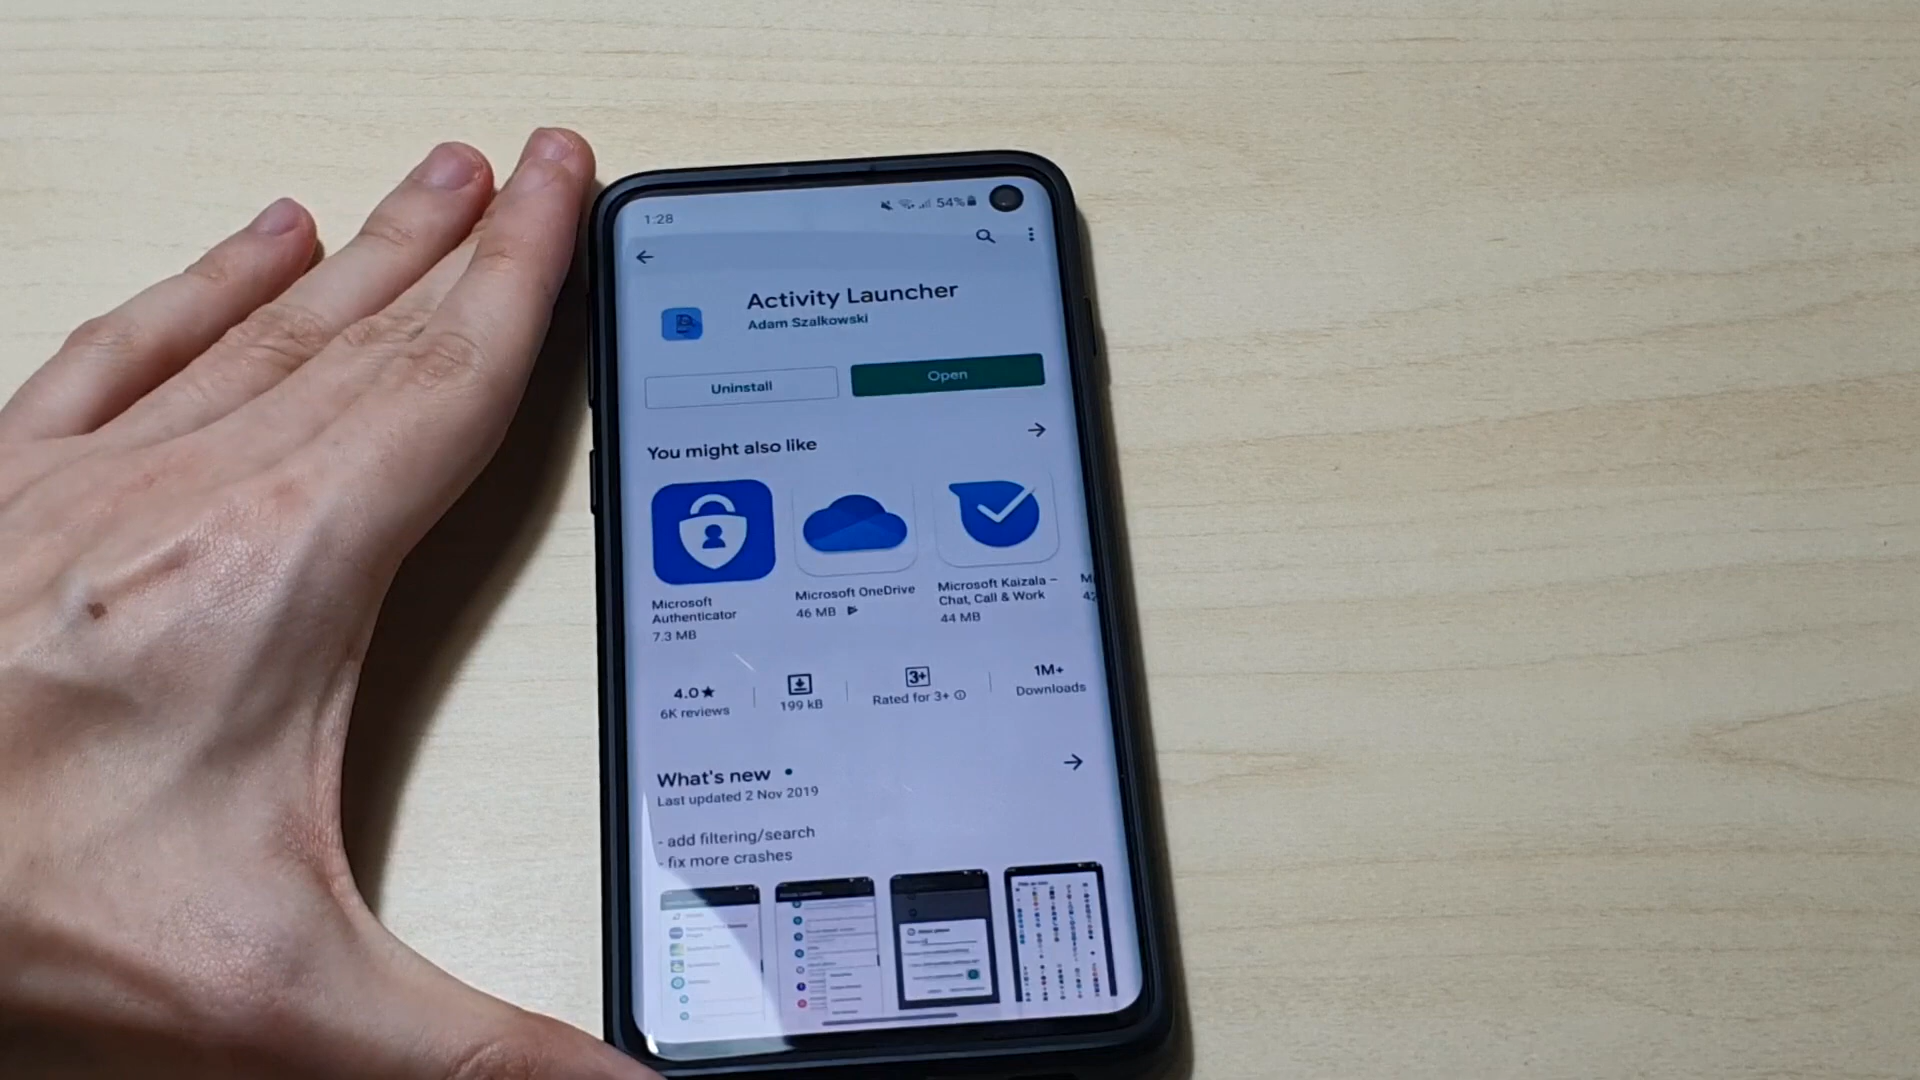 1:28
54%
Activity Launcher
Adam Szalkowski
Uninstall
Open
You might also like
Microsoft
Authenticator
7.3 MB
Microsoft OneDrive
46 MB
Microsoft Kaizala –
Chat, Call & Work
44 MB
4.0★
6K reviews
199 kB
3+
Rated for 3+
1M+
Downloads
What's new
Last updated 2 Nov 2019
- add filtering/search
- fix more crashes